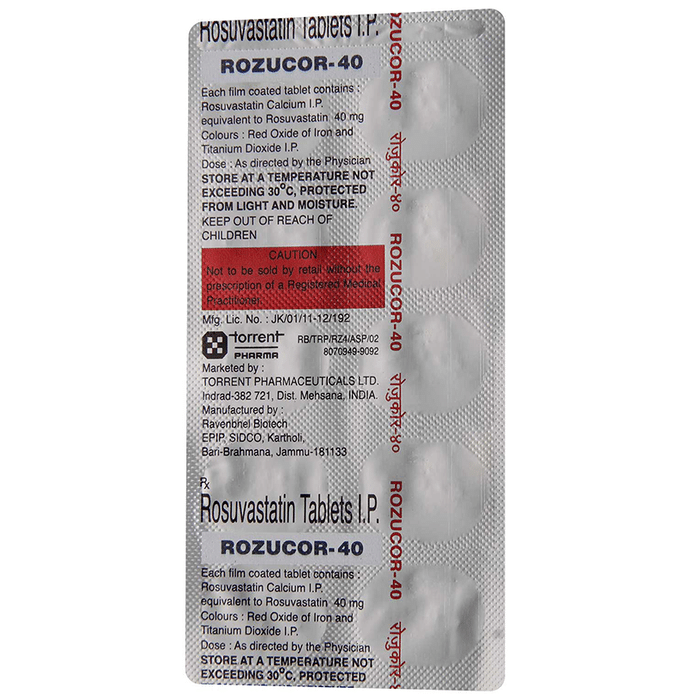 Rosuvastatin Tablets I.P.
ROZUCOR-40
Each film coated tablet contains :
Rosuvastatin Calcium I.P.
equivalent to Rosuvastatin 40 mg
Colours : Red Oxide of Iron and
Titanium Dioxide I.P.
Dose : As directed by the Physician
STORE AT A TEMPERATURE NOT
EXCEEDING 30°C, PROTECTED
FROM LIGHT AND MOISTURE.
KEEP OUT OF REACH OF
CHILDREN
CAUTION
Not to be sold by retail without the
prescription of a Registered Medical
Practitioner.
Mfg. Lic. No. : JK/01/11-12/192
torrent
PHARMA
RB/TRP/RZ4/ASP/02
8070949-9092
Marketed by :
TORRENT PHARMACEUTICALS LTD.
Indrad-382 721, Dist. Mehsana, INDIA.
Manufactured by :
Ravenbhel Biotech
EPIP, SIDCO, Kartholi,
Bari-Brahmana, Jammu-181133
Rx
Rosuvastatin Tablets I.P.
ROZUCOR-40
Each film coated tablet contains :
Rosuvastatin Calcium I.P.
equivalent to Rosuvastatin 40 mg
Colours : Red Oxide of Iron and
Titanium Dioxide I.P.
Dose : As directed by the Physician
STORE AT A TEMPERATURE NOT
EXCEEDING 30°C, PROTECTED
ROZUCOR-40
रोज़ुकोर-४०
ROZUCOR-40
रोज़ुकोर-४०
ROZUCOR-40
रोज़ुकोर-४